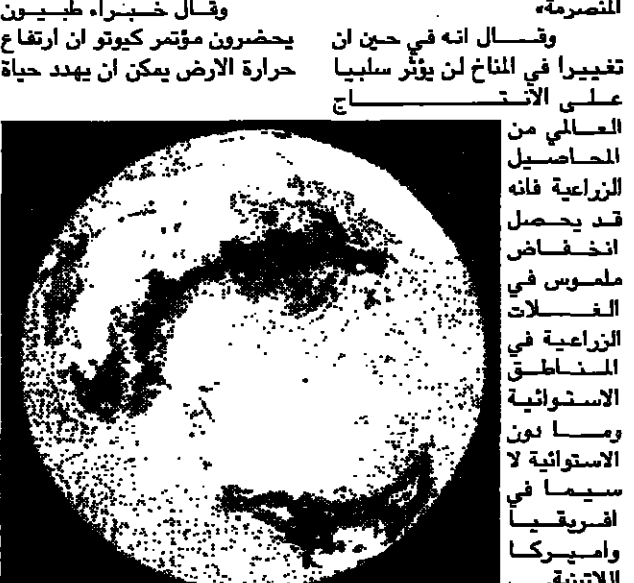 المنصرمة»
وقال انه في حين ان
تغييرا في المناخ لن يؤثر سلبيا
على الانتاج
العالمي من
المحاصيل
الزراعية فانه
قد يحصل
انخفاض
ملموس في
الغلات
الزراعية في
المناطق
الاستوائية
وما دون
الاستوائية لا
سيما في
افريقيا
واميركا
اللاتينية
وقال خبراء طبيون
يحضرون مؤتمر كيوتو ان ارتفاع
حرارة الارض يمكن ان يهدد حياة